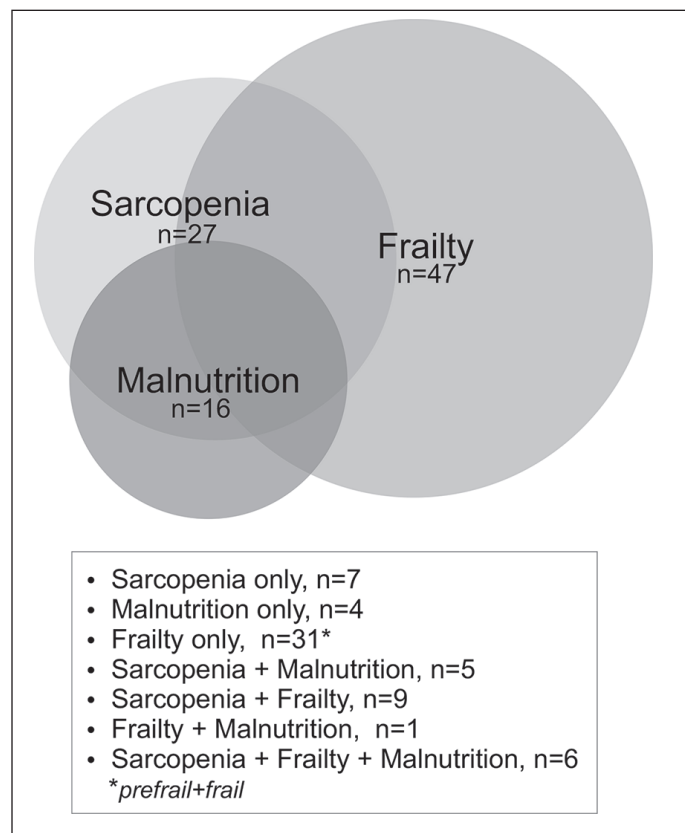 Sarcopenia
n=27
Frailty
n=47
Malnutrition
n=16
• Sarcopenia only, n=7
• Malnutrition only, n=4
• Frailty only, n=31*
• Sarcopenia + Malnutrition, n=5
• Sarcopenia + Frailty, n=9
• Frailty + Malnutrition, n=1
• Sarcopenia + Frailty + Malnutrition, n=6
*prefrail+frail